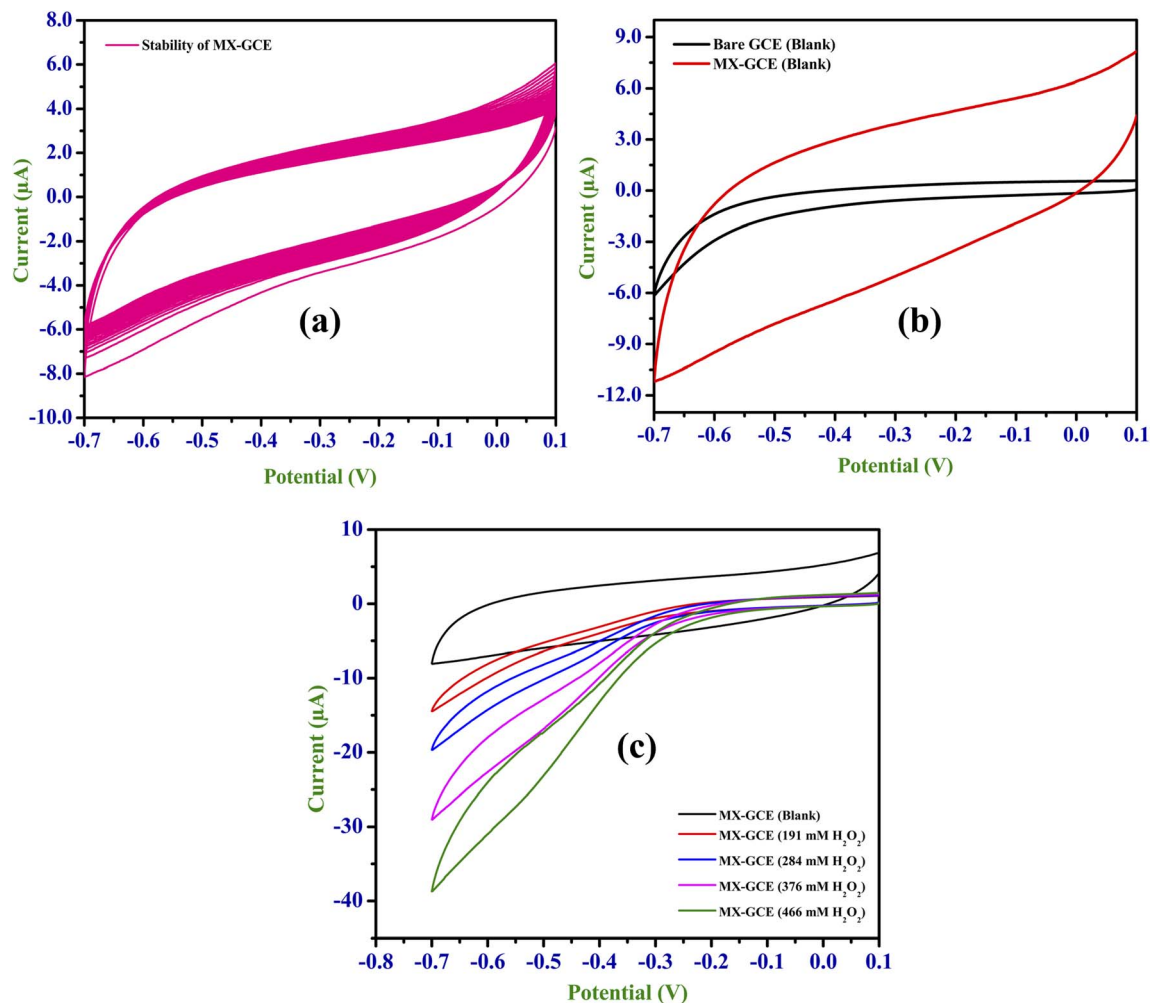 8.0
6.0
4.0
2.0
0.0
-2.0
-4.0
-6.0
-8.0
-10.0
Current (µA)
Stability of MX-GCE
(a)
-0.7 -0.6 -0.5 -0.4 -0.3 -0.2 -0.1 0.0 0.1
Potential (V)
9.0
6.0
3.0
0.0
-3.0
-6.0
-9.0
-12.0
Current (µA)
Bare GCE (Blank)
MX-GCE (Blank)
(b)
-0.7 -0.6 -0.5 -0.4 -0.3 -0.2 -0.1 0.0 0.1
Potential (V)
10
0
-10
-20
-30
-40
Current (µA)
(c)
MX-GCE (Blank)
MX-GCE (191 mM H₂O₂)
MX-GCE (284 mM H₂O₂)
MX-GCE (376 mM H₂O₂)
MX-GCE (466 mM H₂O₂)
-0.8 -0.7 -0.6 -0.5 -0.4 -0.3 -0.2 -0.1 0.0 0.1
Potential (V)